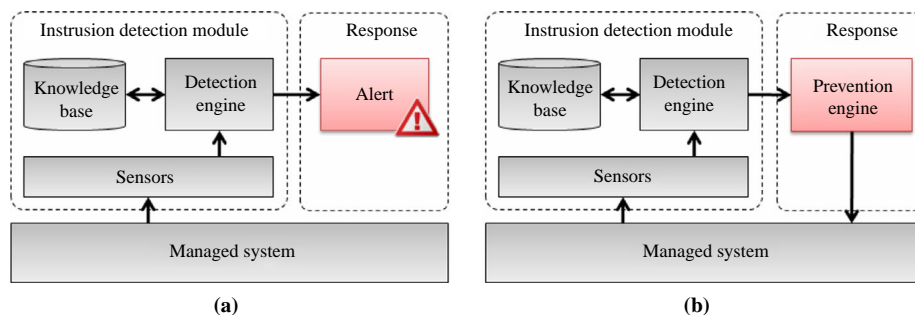 Instrusion detection module
Response
Knowledge
base
Detection
engine
Alert
Sensors
Managed system
(a)
Instrusion detection module
Response
Knowledge
base
Detection
engine
Prevention
engine
Sensors
Managed system
(b)